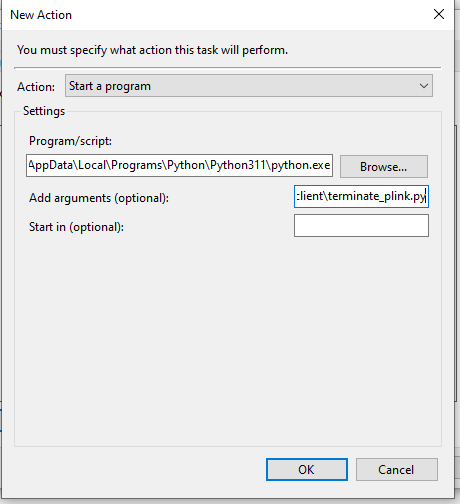 New Action
You must specify what action this task will perform.
Action: Start a program
Settings
Program/script:
AppData\Local\Programs\Python\Python311\python.exe Browse...
Add arguments (optional): client\terminate_plink.py
Start in (optional):
OK Cancel